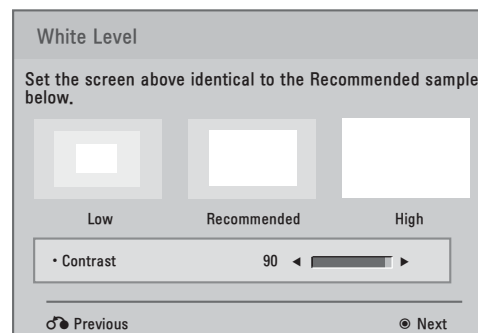 White Level
Set the screen above identical to the Recommended sample
below.
Low Recommended High
• Contrast 90 ◄ ►
Previous ◉ Next